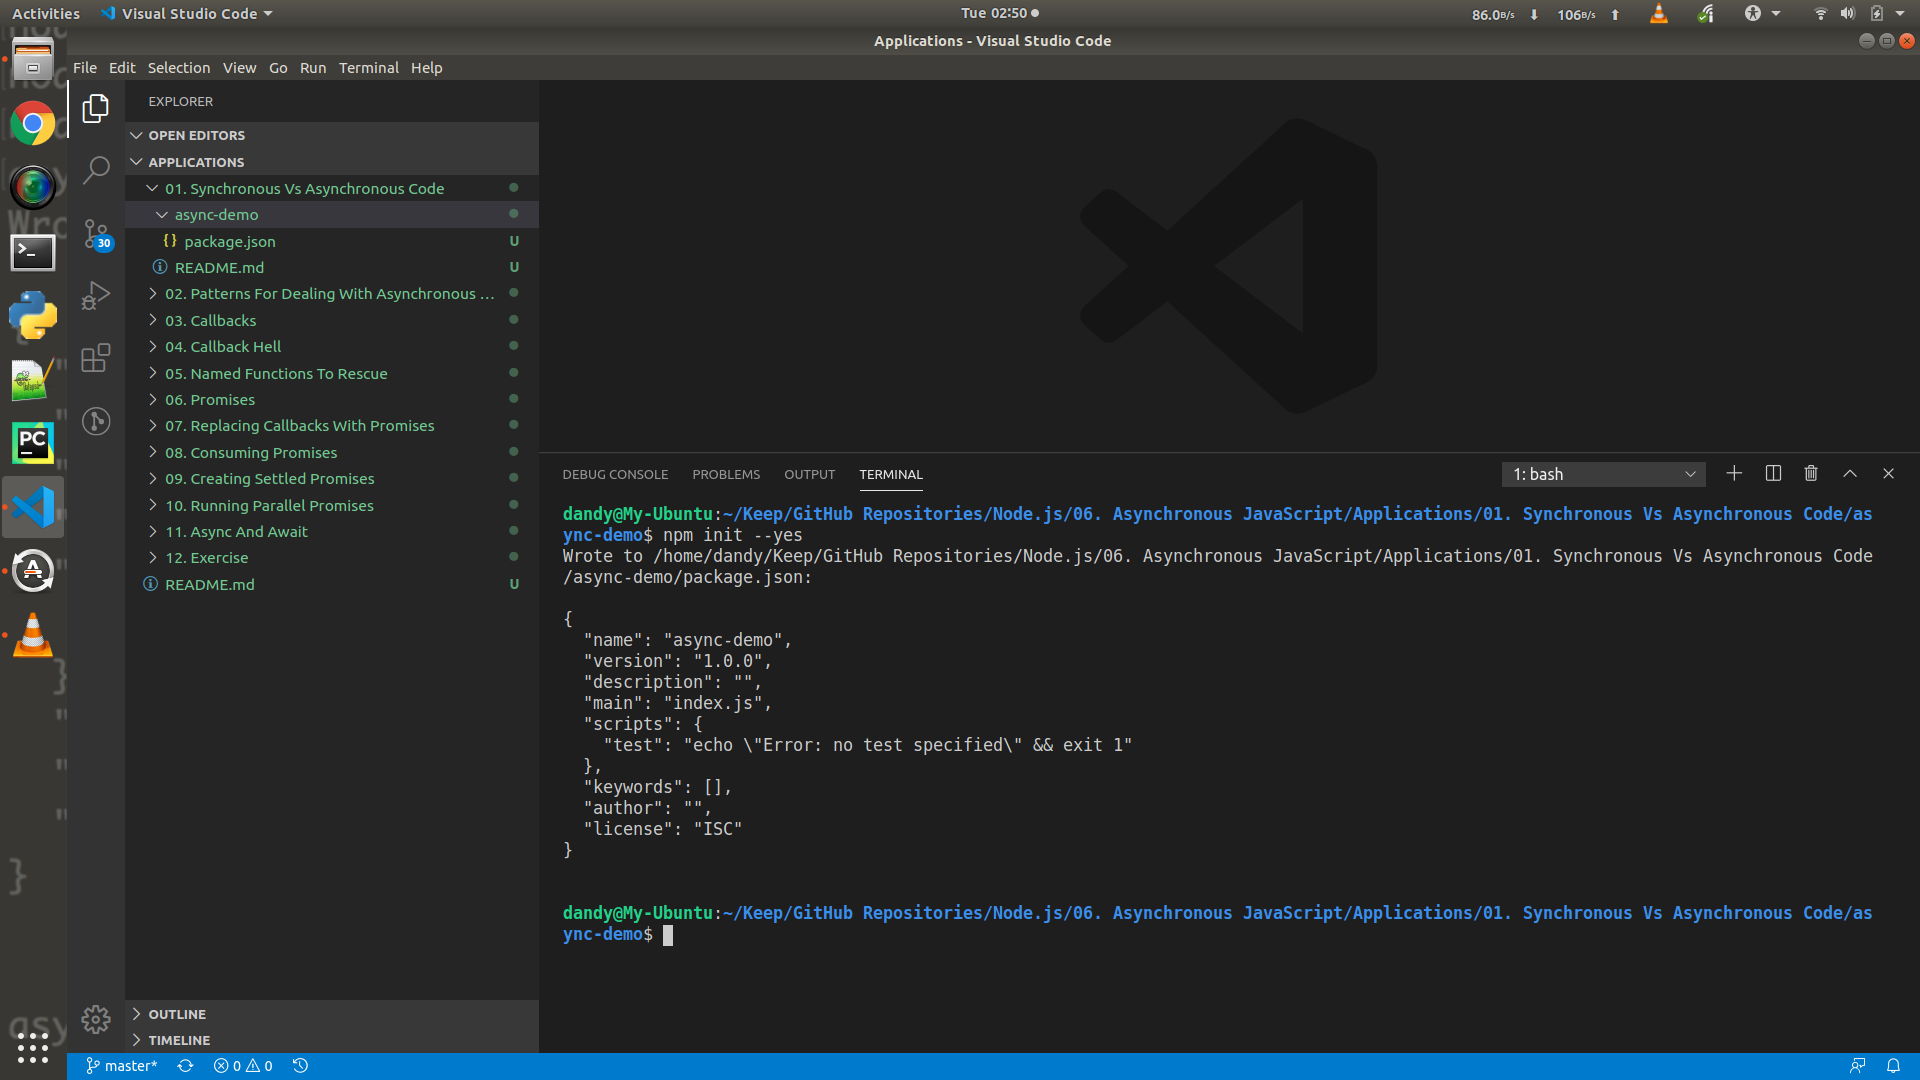 Activities Visual Studio Code Tue 02:50 86.0B/s 106B/s
Applications - Visual Studio Code
File Edit Selection View Go Run Terminal Help
EXPLORER
OPEN EDITORS
APPLICATIONS
01. Synchronous Vs Asynchronous Code
async-demo
{} package.json U
README.md U
02. Patterns For Dealing With Asynchronous ...
03. Callbacks
04. Callback Hell
05. Named Functions To Rescue
06. Promises
07. Replacing Callbacks With Promises
08. Consuming Promises
09. Creating Settled Promises
10. Running Parallel Promises
11. Async And Await
12. Exercise
README.md U
OUTLINE
TIMELINE
30
PC
DEBUG CONSOLE PROBLEMS OUTPUT TERMINAL 1: bash
dandy@My-Ubuntu:~/Keep/GitHub Repositories/Node.js/06. Asynchronous JavaScript/Applications/01. Synchronous Vs Asynchronous Code/as
ync-demo$ npm init --yes
Wrote to /home/dandy/Keep/GitHub Repositories/Node.js/06. Asynchronous JavaScript/Applications/01. Synchronous Vs Asynchronous Code
/async-demo/package.json:
{
"name": "async-demo",
"version": "1.0.0",
"description": "",
"main": "index.js",
"scripts": {
"test": "echo \"Error: no test specified\" && exit 1"
},
"keywords": [],
"author": "",
"license": "ISC"
}
dandy@My-Ubuntu:~/Keep/GitHub Repositories/Node.js/06. Asynchronous JavaScript/Applications/01. Synchronous Vs Asynchronous Code/as
ync-demo$
master* 0 0